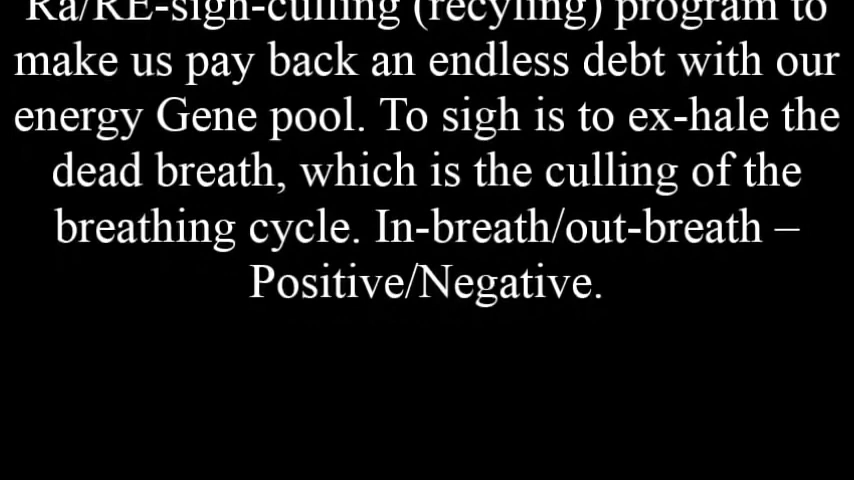 Ra/RE-sigh-culling (recyling) program to
make us pay back an endless debt with our
energy Gene pool. To sigh is to ex-hale the
dead breath, which is the culling of the
breathing cycle. In-breath/out-breath –
Positive/Negative.